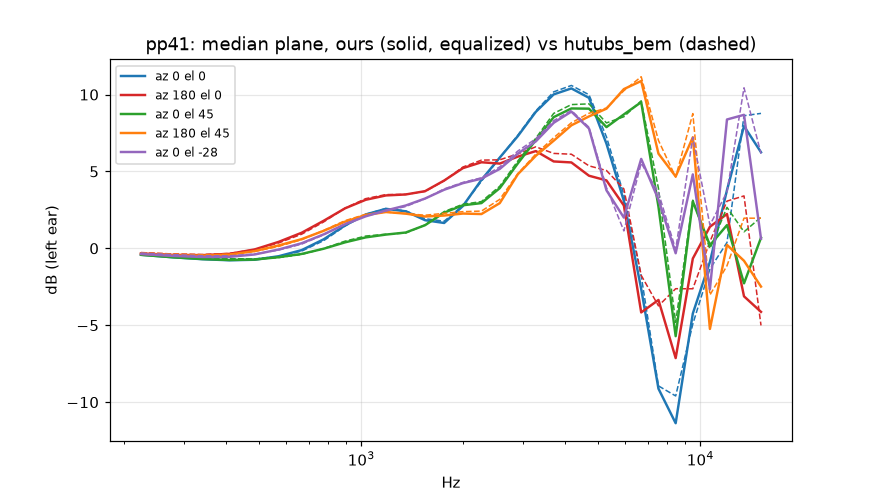 pp41: median plane, ours (solid, equalized) vs hutubs_bem (dashed)
az 0 el 0
az 180 el 0
az 0 el 45
az 180 el 45
az 0 el -28
10
5
0
−5
−10
dB (left ear)
10³
10⁴
Hz